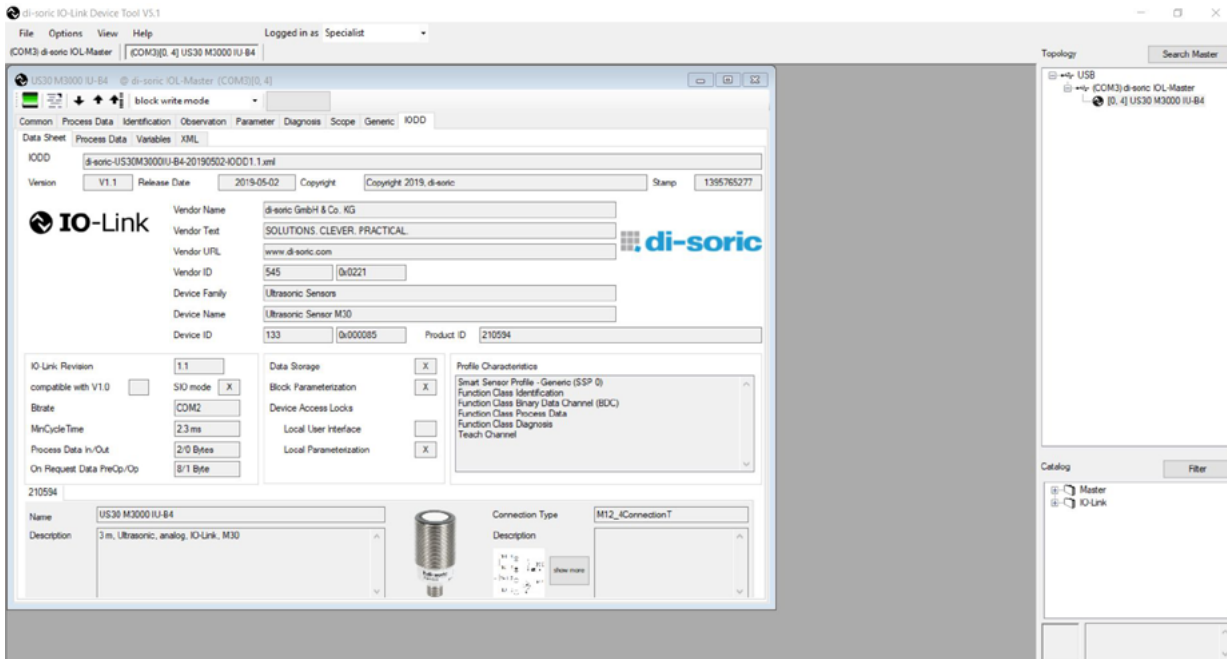 di-soric IO-Link Device Tool V5.1
File Options View Help Logged in as Specialist
(COM3) di-soric IOL-Master (COM3)[0, 4] US30 M3000 IU-B4
Topology Search Master
USB
(COM3) di-soric IOL-Master
[0, 4] US30 M3000 IU-B4
US30 M3000 IU-B4 @ di-soric IOL-Master (COM3)[0, 4]
block write mode
Common Process Data Identification Observation Parameter Diagnosis Scope Generic IODD
Data Sheet Process Data Variables XML
IODD di-soric-US30M3000IU-B4-20190502-IODD1.1.xml
Version V1.1 Release Date 2019-05-02 Copyright Copyright 2019, di-soric Stamp 1395765277
IO-Link
di-soric
Vendor Name di-soric GmbH & Co. KG
Vendor Text SOLUTIONS. CLEVER. PRACTICAL.
Vendor URL www.di-soric.com
Vendor ID 545 0x0221
Device Family Ultrasonic Sensors
Device Name Ultrasonic Sensor M30
Device ID 133 0x000085 Product ID 210594
IO-Link Revision 1.1
compatible with V1.0 SIO mode X
Bitrate COM2
MinCycleTime 2.3 ms
Process Data In/Out 2/0 Bytes
On Request Data PreOp/Op 8/1 Byte
Data Storage X
Block Parameterization X
Device Access Locks
Local User Interface
Local Parameterization X
Profile Characteristics
Smart Sensor Profile - Generic (SSP 0)
Function Class Identification
Function Class Binary Data Channel (BDC)
Function Class Process Data
Function Class Diagnosis
Teach Channel
210594
Name US30 M3000 IU-B4
Description 3 m, Ultrasonic, analog, IO-Link, M30
di-soric
Connection Type M12_4ConnectionT
Description
show more
Catalog Filter
Master
IO-Link